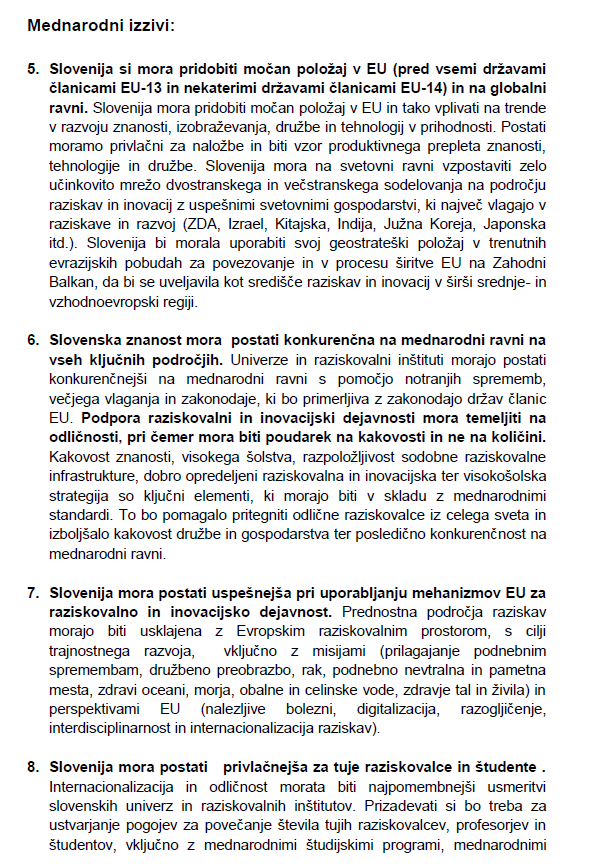 Mednarodni izzivi:
5. Slovenija si mora pridobiti močan položaj v EU (pred vsemi državami
članicami EU-13 in nekaterimi državami članicami EU-14) in na globalni
ravni. Slovenija mora pridobiti močan položaj v EU in tako vplivati na trende
v razvoju znanosti, izobraževanja, družbe in tehnologij v prihodnosti. Postati
moramo privlačni za naložbe in biti vzor produktivnega prepleta znanosti,
tehnologije in družbe. Slovenija mora na svetovni ravni vzpostaviti zelo
učinkovito mrežo dvostranskega in večstranskega sodelovanja na področju
raziskav in inovacij z uspešnimi svetovnimi gospodarstvi, ki največ vlagajo v
raziskave in razvoj (ZDA, Izrael, Kitajska, Indija, Južna Koreja, Japonska
itd.). Slovenija bi morala uporabiti svoj geostrateški položaj v trenutnih
evrazijskih pobudah za povezovanje in v procesu širitve EU na Zahodni
Balkan, da bi se uveljavila kot središče raziskav in inovacij v širši srednje- in
vzhodnoevropski regiji.
6. Slovenska znanost mora postati konkurenčna na mednarodni ravni na
vseh ključnih področjih. Univerze in raziskovalni inštituti morajo postati
konkurenčnejši na mednarodni ravni s pomočjo notranjih sprememb,
večjega vlaganja in zakonodaje, ki bo primerljiva z zakonodajo držav članic
EU. Podpora raziskovalni in inovacijski dejavnosti mora temeljiti na
odličnosti, pri čemer mora biti poudarek na kakovosti in ne na količini.
Kakovost znanosti, visokega šolstva, razpoložljivost sodobne raziskovalne
infrastrukture, dobro opredeljeni raziskovalna in inovacijska ter visokošolska
strategija so ključni elementi, ki morajo biti v skladu z mednarodnimi
standardi. To bo pomagalo pritegniti odlične raziskovalce iz celega sveta in
izboljšalo kakovost družbe in gospodarstva ter posledično konkurenčnost na
mednarodni ravni.
7. Slovenija mora postati uspešnejša pri uporabljanju mehanizmov EU za
raziskovalno in inovacijsko dejavnost. Prednostna področja raziskav
morajo biti usklajena z Evropskim raziskovalnim prostorom, s cilji
trajnostnega razvoja, vključno z misijami (prilagajanje podnebnim
spremembam, družbeno preobrazbo, rak, podnebno nevtralna in pametna
mesta, zdravi oceani, morja, obalne in celinske vode, zdravje tal in živila) in
perspektivami EU (nalezljive bolezni, digitalizacija, razogljičenje,
interdisciplinarnost in internacionalizacija raziskav).
8. Slovenija mora postati privlačnejša za tuje raziskovalce in študente .
Internacionalizacija in odličnost morata biti najpomembnejši usmeritvi
slovenskih univerz in raziskovalnih inštitutov. Prizadevati si bo treba za
ustvarjanje pogojev za povečanje števila tujih raziskovalcev, profesorjev in
študentov, vključno z mednarodnimi študijskimi programi, mednarodnimi